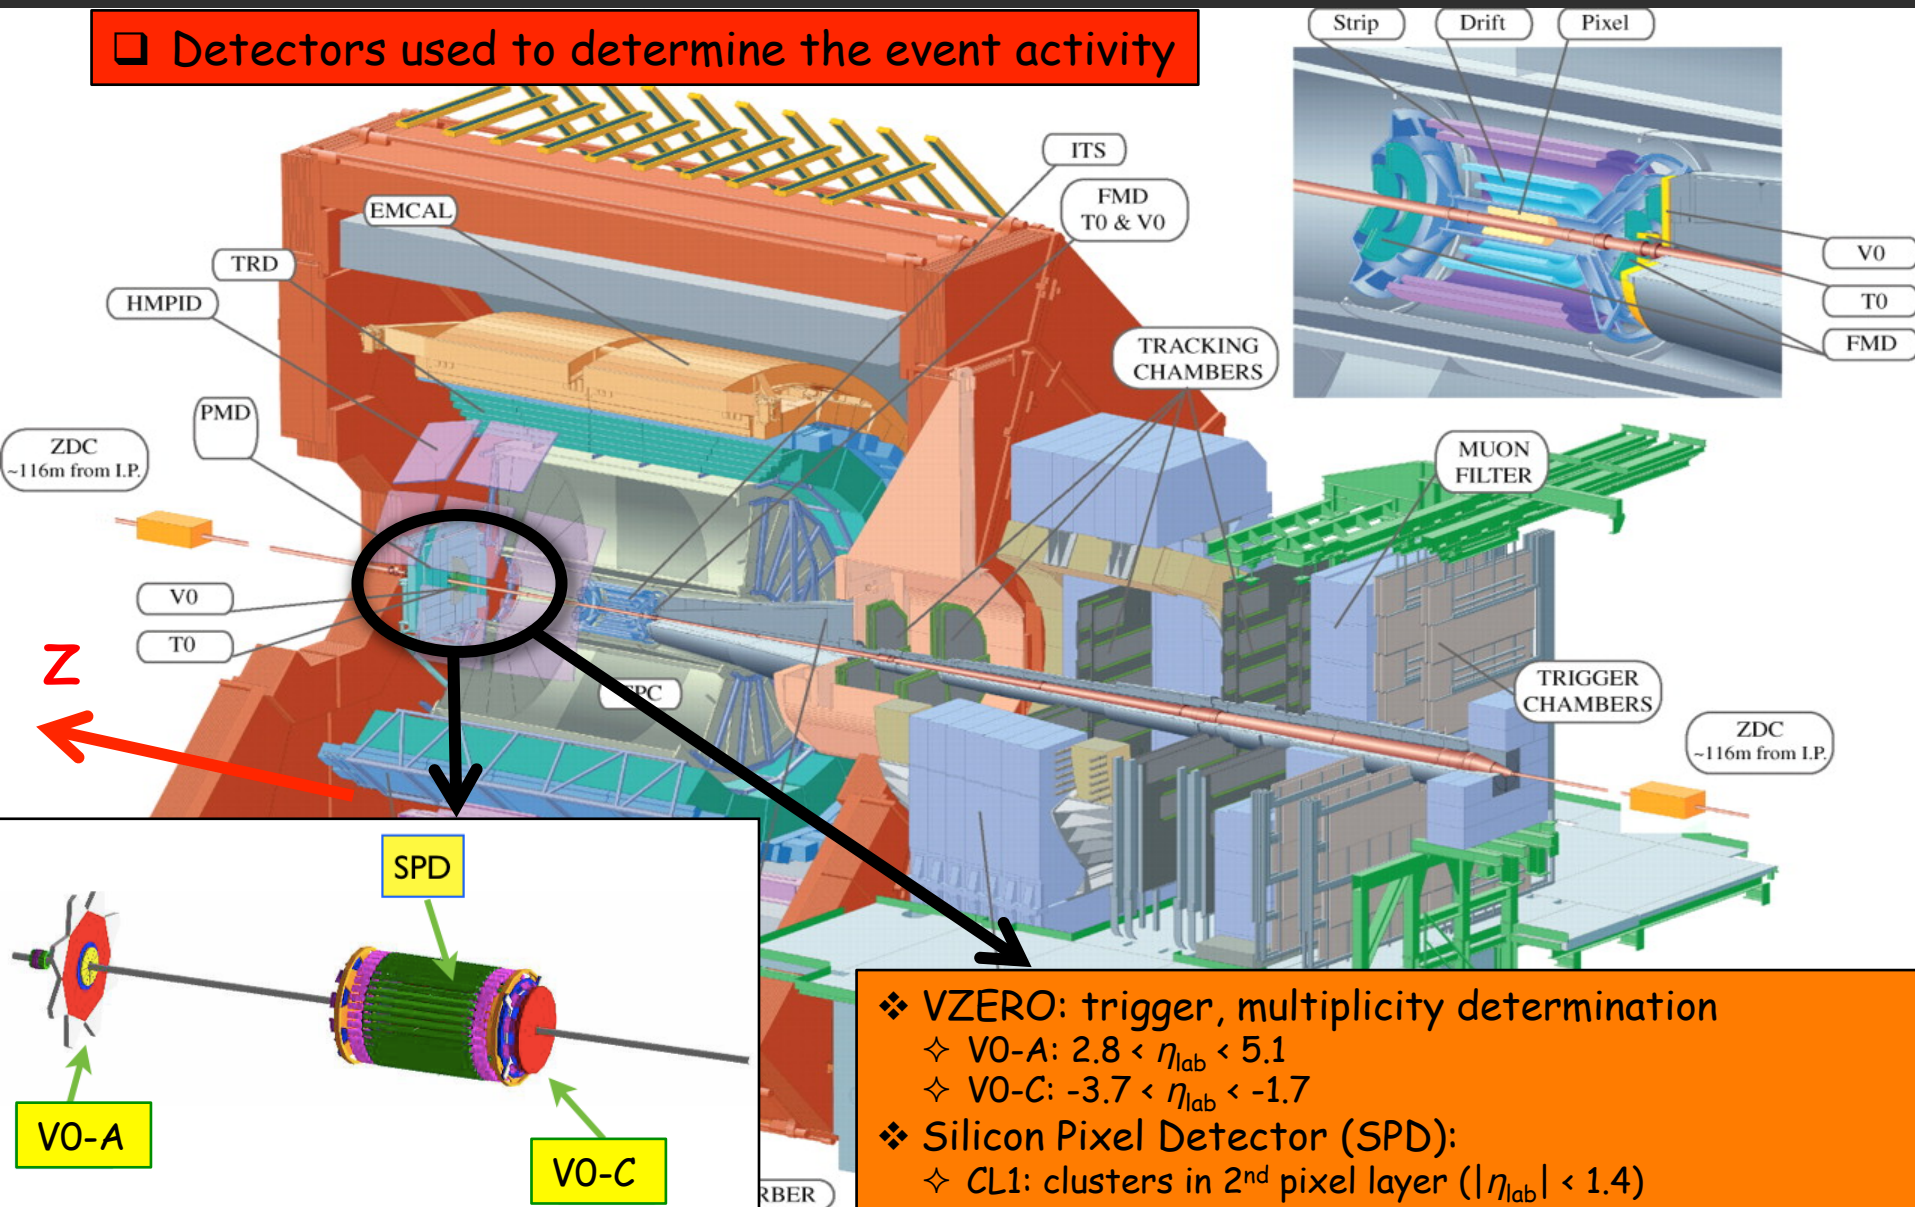 ❑ Detectors used to determine the event activity
Strip
Drift
Pixel
ITS
FMD
T0 & V0
EMCAL
TRD
HMPID
V0
T0
FMD
TRACKING
CHAMBERS
PMD
ZDC
~116m from I.P.
MUON
FILTER
V0
T0
Z
TRIGGER
CHAMBERS
ZDC
~116m from I.P.
SPD
V0-A
V0-C
❖ VZERO: trigger, multiplicity determination
✧ V0-A: 2.8 < ηlab < 5.1
✧ V0-C: -3.7 < ηlab < -1.7
❖ Silicon Pixel Detector (SPD):
✧ CL1: clusters in 2nd pixel layer (|ηlab| < 1.4)